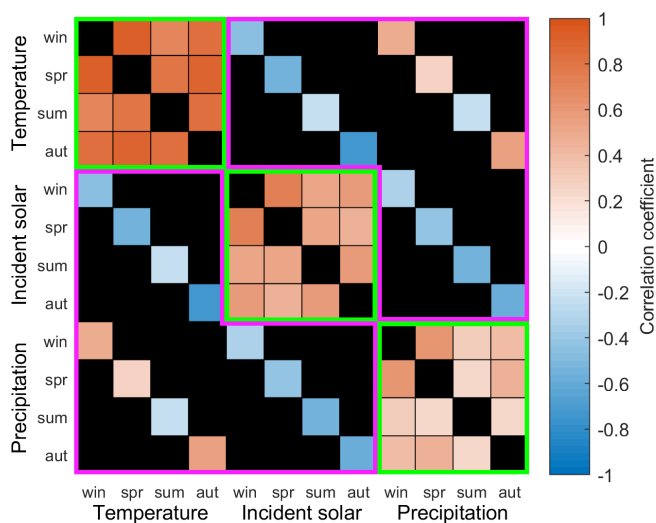 Temperature
win
spr
sum
aut
Incident solar
win
spr
sum
aut
Precipitation
win
spr
sum
aut
win spr sum aut win spr sum aut win spr sum aut
Temperature Incident solar Precipitation
1
0.8
0.6
0.4
0.2
0
-0.2
-0.4
-0.6
-0.8
-1
Correlation coefficient